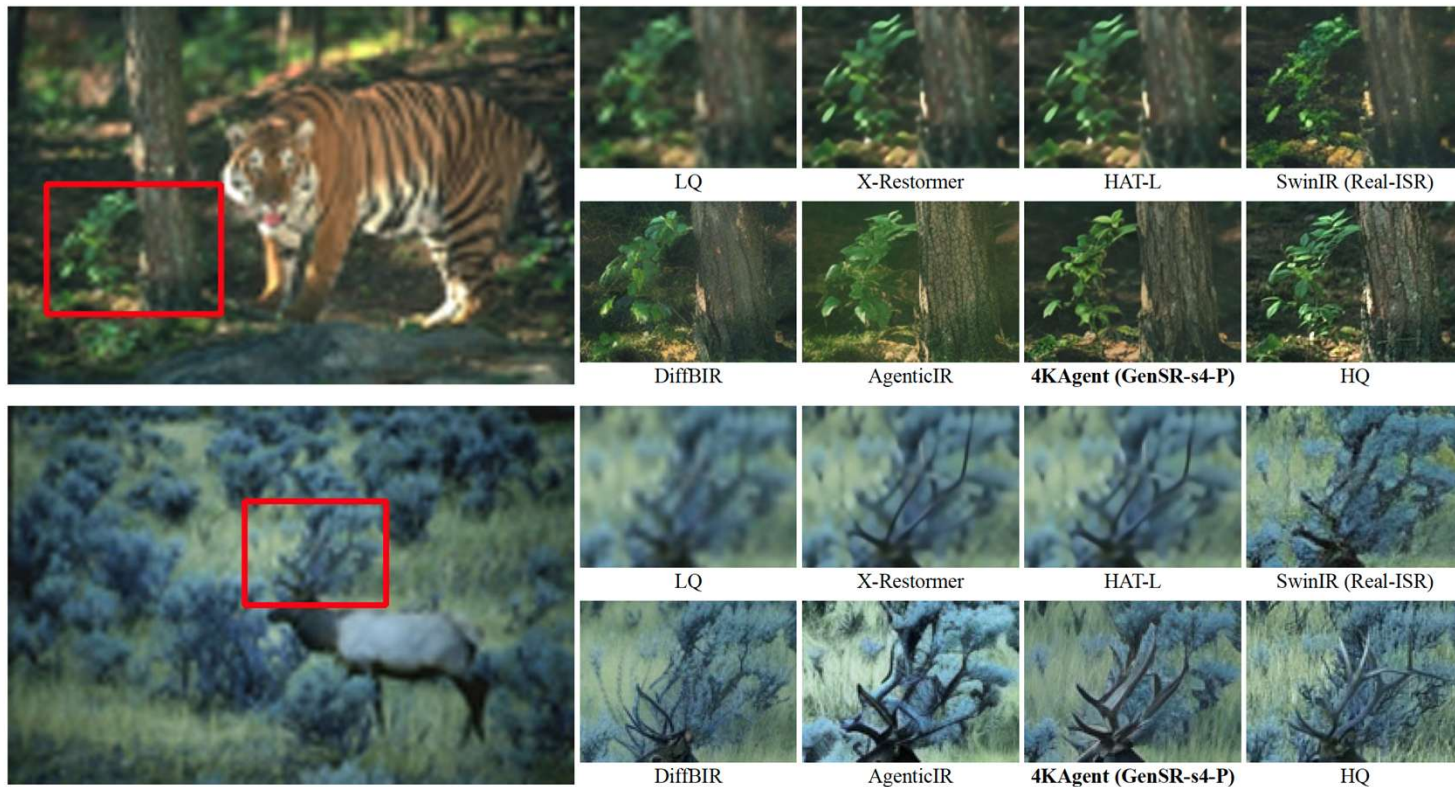 LQ
X-Restormer
HAT-L
SwinIR (Real-ISR)
DiffBIR
AgenticIR
4KAgent (GenSR-s4-P)
HQ
LQ
X-Restormer
HAT-L
SwinIR (Real-ISR)
DiffBIR
AgenticIR
4KAgent (GenSR-s4-P)
HQ